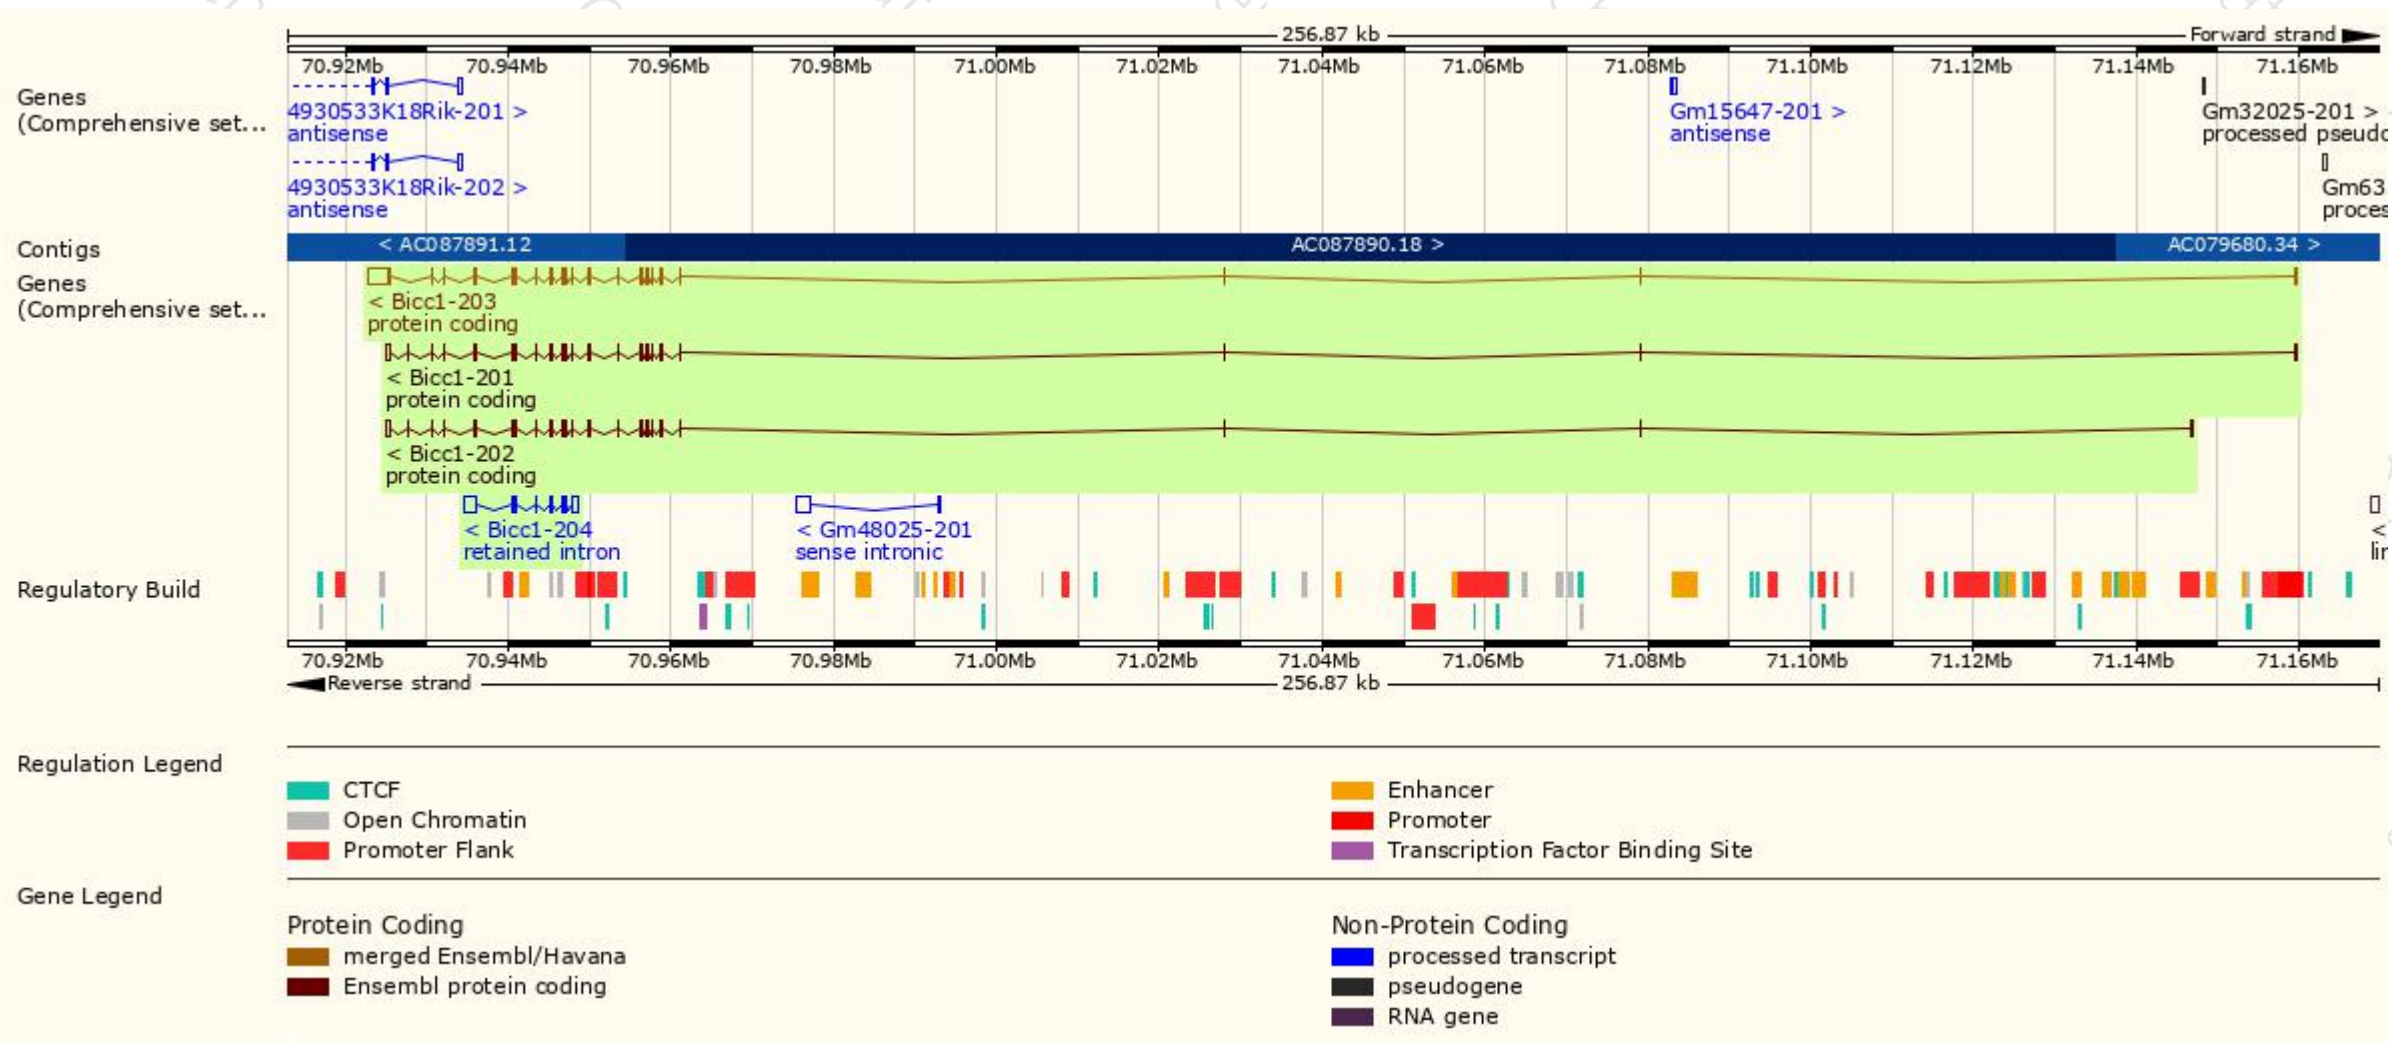 256.87 kb
Forward strand
70.92Mb 70.94Mb 70.96Mb 70.98Mb 71.00Mb 71.02Mb 71.04Mb 71.06Mb 71.08Mb 71.10Mb 71.12Mb 71.14Mb 71.16Mb
Genes
(Comprehensive set...
4930533K18Rik-201 >
antisense
Gm15647-201 >
antisense
Gm32025-201 >
processed pseudo
4930533K18Rik-202 >
antisense
Gm63
proces
Contigs
< AC087891.12
AC087890.18 >
AC079680.34 >
Genes
(Comprehensive set...
< Bicc1-203
protein coding
< Bicc1-201
protein coding
< Bicc1-202
protein coding
< Bicc1-204
retained intron
< Gm48025-201
sense intronic
<
lin
Regulatory Build
70.92Mb 70.94Mb 70.96Mb 70.98Mb 71.00Mb 71.02Mb 71.04Mb 71.06Mb 71.08Mb 71.10Mb 71.12Mb 71.14Mb 71.16Mb
Reverse strand
256.87 kb
Regulation Legend
CTCF
Open Chromatin
Promoter Flank
Enhancer
Promoter
Transcription Factor Binding Site
Gene Legend
Protein Coding
merged Ensembl/Havana
Ensembl protein coding
Non-Protein Coding
processed transcript
pseudogene
RNA gene